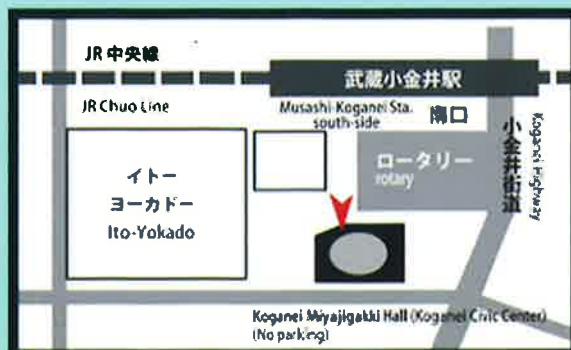 JR 中央線
武蔵小金井駅
JR Chuo Line
Musashi-Koganei Sta.
south-side
南口
小金井街道
Koganei Highway
ロータリー
rotary
イトー
ヨーカドー
Ito-Yokado
Koganei Miyajigakki Hall (Koganei Civic Center)
(No parking)